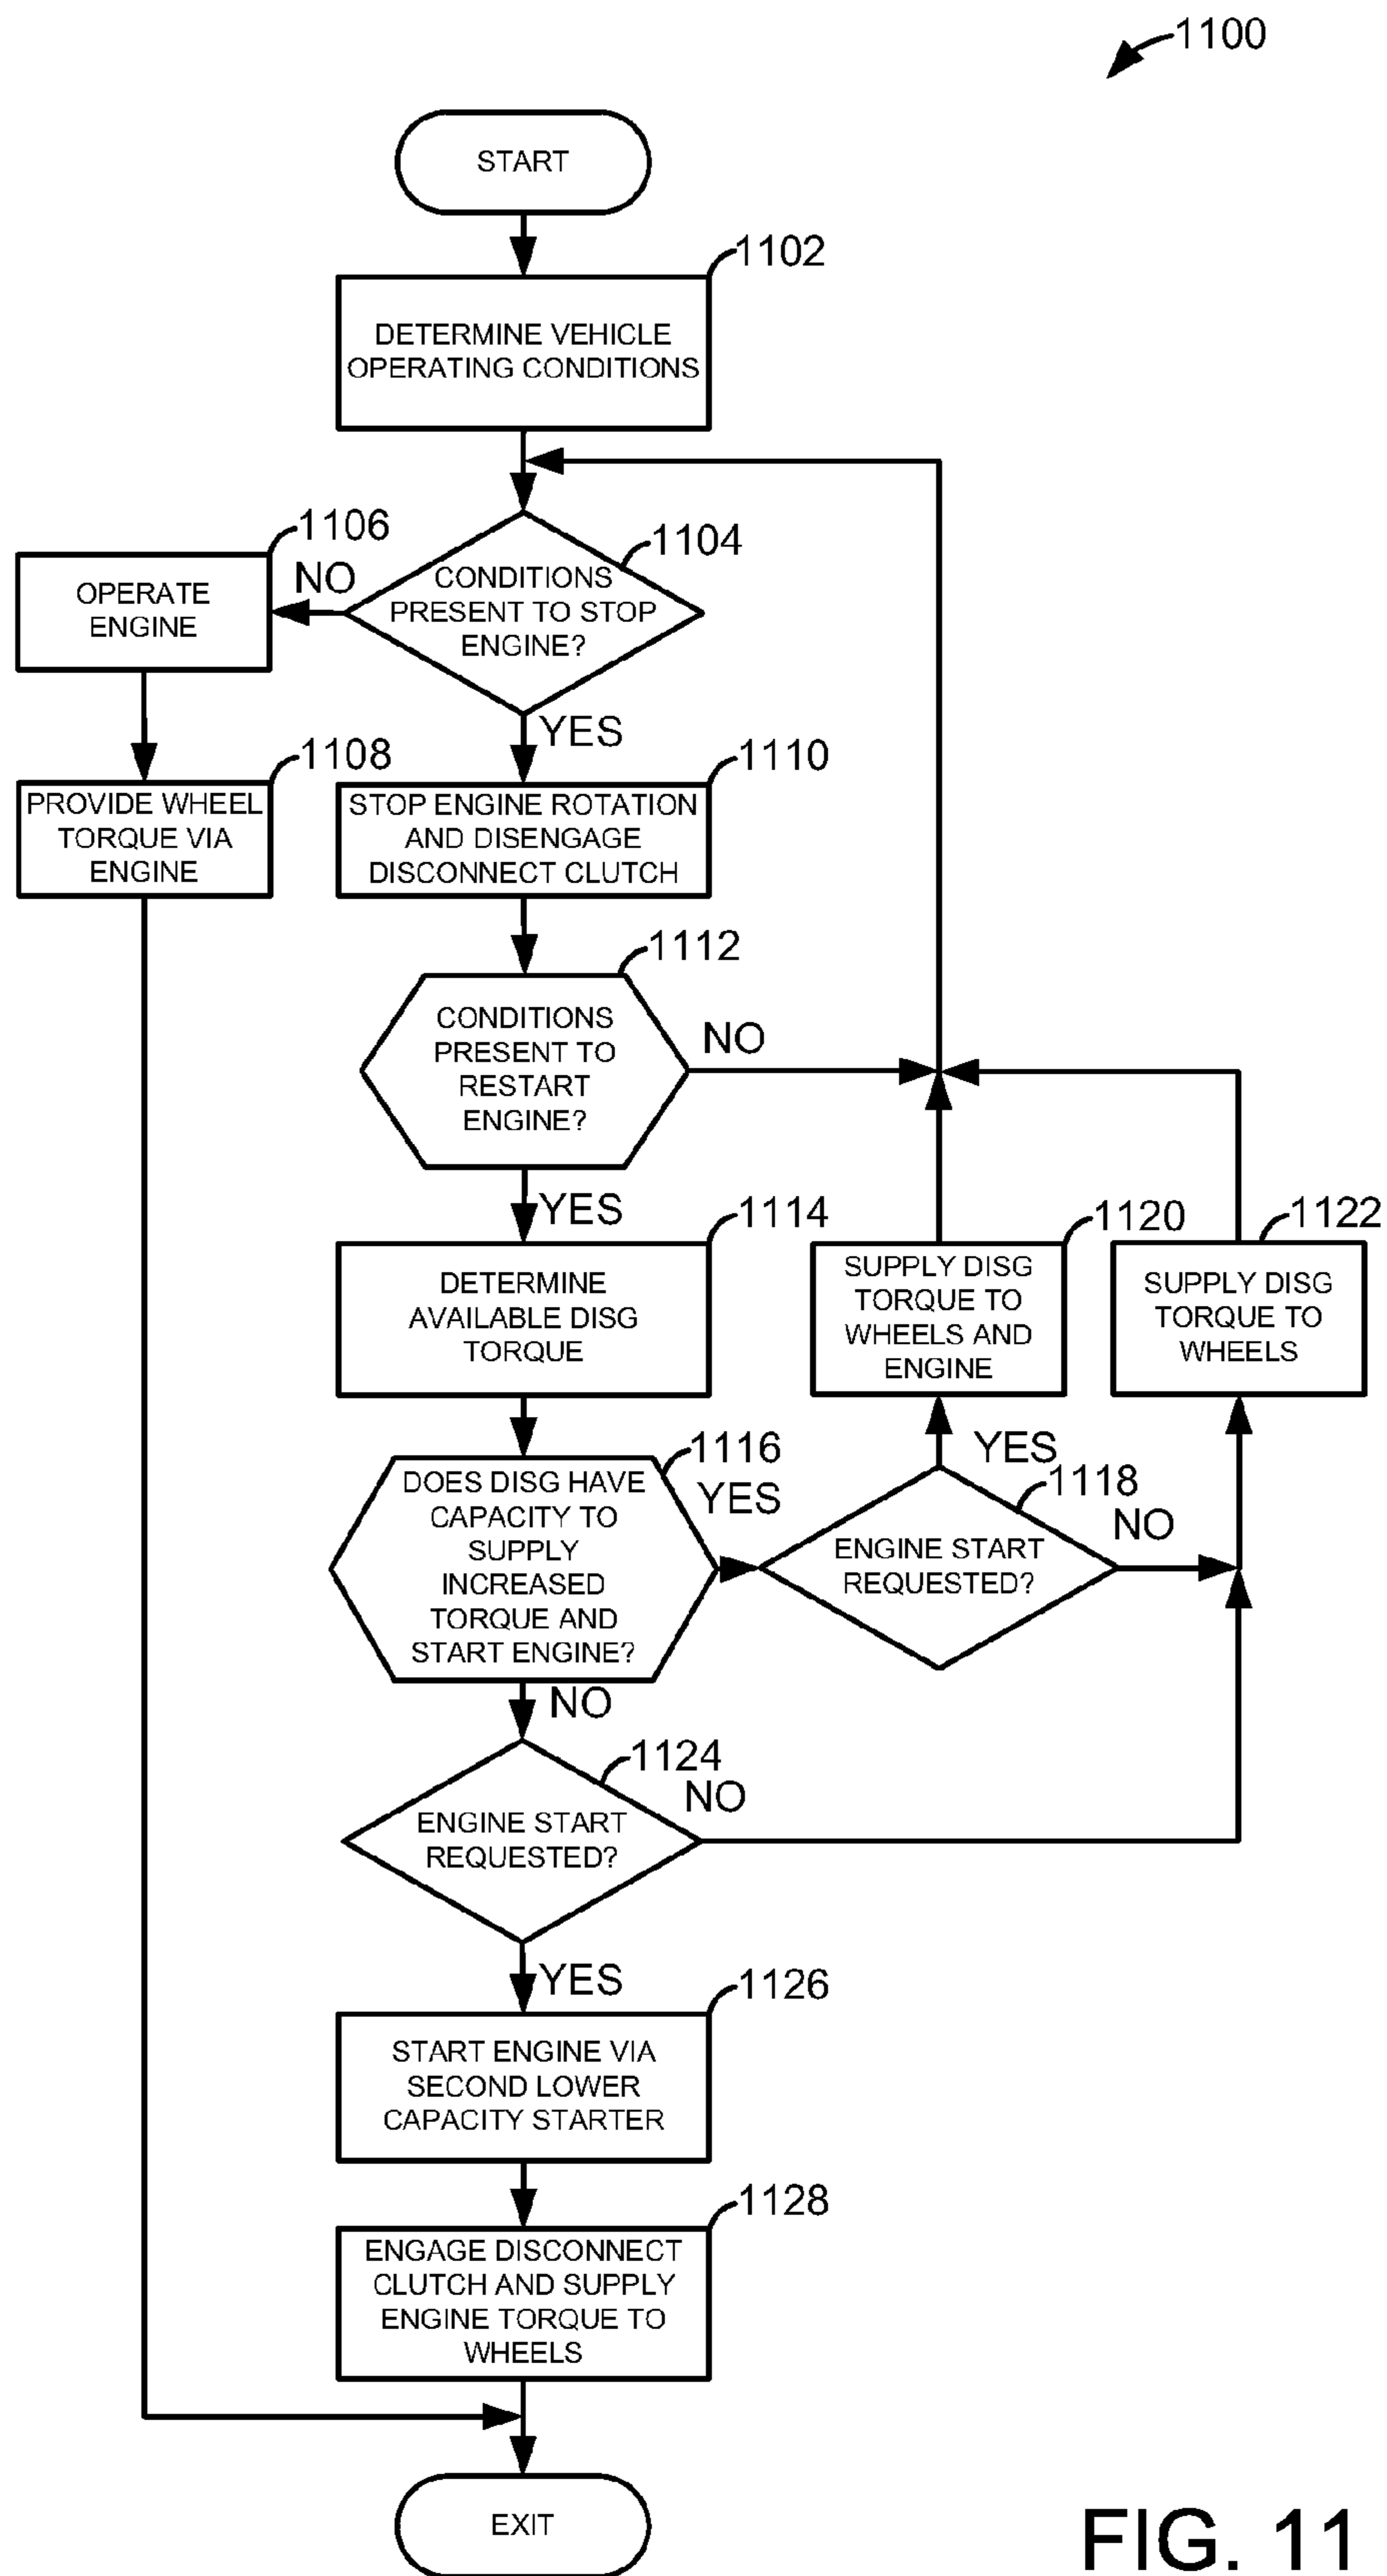 1100
START
1102
DETERMINE VEHICLE
OPERATING CONDITIONS
1104
CONDITIONS
PRESENT TO STOP
ENGINE?
NO
1106
OPERATE
ENGINE
1108
PROVIDE WHEEL
TORQUE VIA
ENGINE
YES
1110
STOP ENGINE ROTATION
AND DISENGAGE
DISCONNECT CLUTCH
1112
CONDITIONS
PRESENT TO
RESTART
ENGINE?
NO
YES
1114
DETERMINE
AVAILABLE DISG
TORQUE
1120
SUPPLY DISG
TORQUE TO
WHEELS AND
ENGINE
1122
SUPPLY DISG
TORQUE TO
WHEELS
1116
DOES DISG HAVE
CAPACITY TO
SUPPLY
INCREASED
TORQUE AND
START ENGINE?
YES
YES
1118
ENGINE START
REQUESTED?
NO
NO
1124
ENGINE START
REQUESTED?
NO
YES
1126
START ENGINE VIA
SECOND LOWER
CAPACITY STARTER
1128
ENGAGE DISCONNECT
CLUTCH AND SUPPLY
ENGINE TORQUE TO
WHEELS
EXIT
FIG. 11